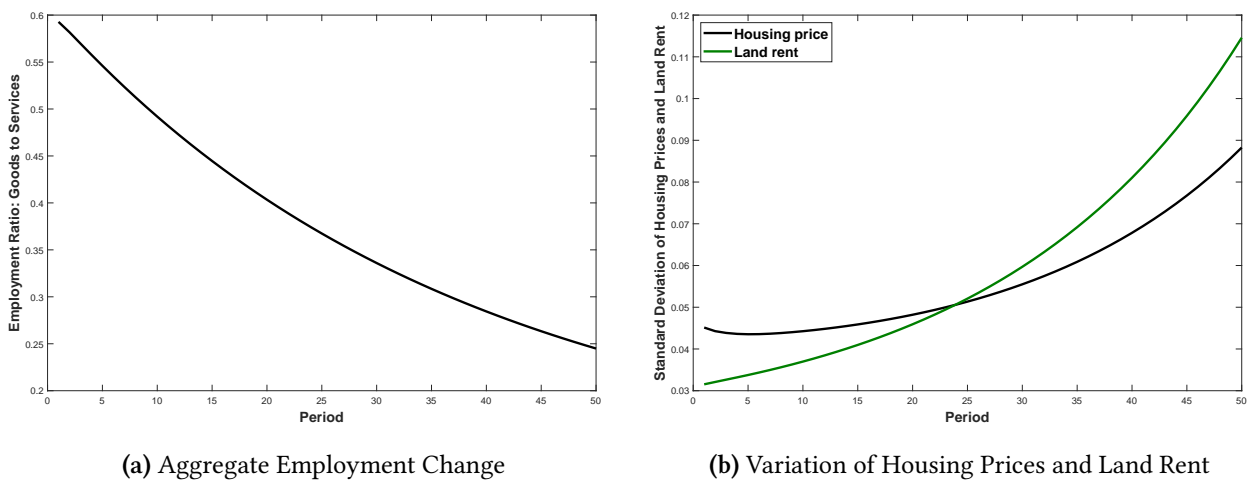 0.6
0.55
0.5
0.45
0.4
0.35
0.3
0.25
0.2
Employment Ratio: Goods to Services
0 5 10 15 20 25 30 35 40 45 50
Period
(a) Aggregate Employment Change
0.12
0.11
0.1
0.09
0.08
0.07
0.06
0.05
0.04
0.03
Standard Deviation of Housing Prices and Land Rent
Housing price
Land rent
0 5 10 15 20 25 30 35 40 45 50
Period
(b) Variation of Housing Prices and Land Rent